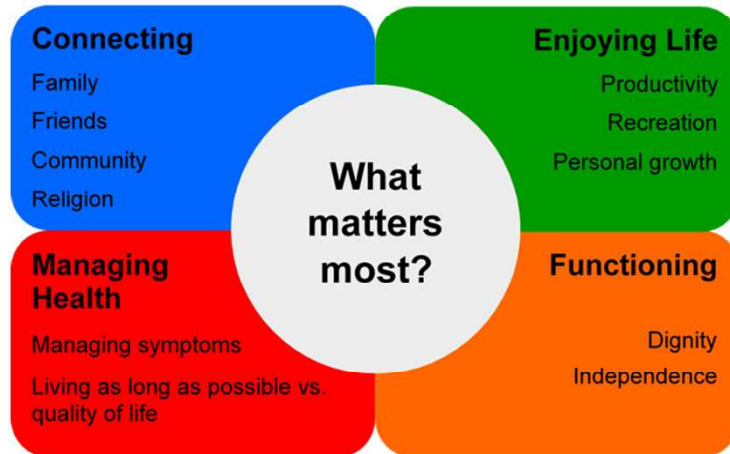 Connecting
Family
Friends
Community
Religion
Enjoying Life
Productivity
Recreation
Personal growth
What
matters
most?
Managing
Health
Managing symptoms
Living as long as possible vs.
quality of life
Functioning
Dignity
Independence